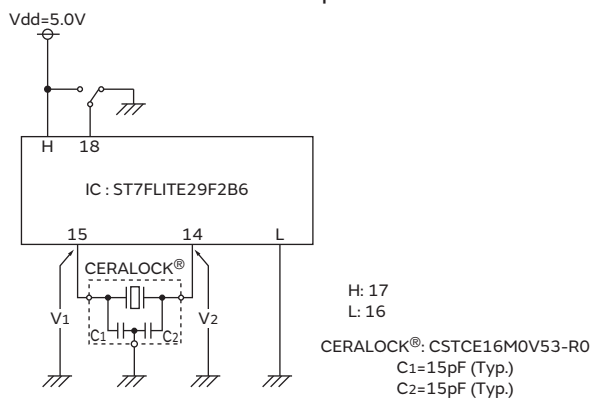 Vdd=5.0V
H 18
IC : ST7FLITE29F2B6
15 14 L
CERALOCK®
V1 C1 C2 V2
H: 17
L: 16
CERALOCK®: CSTCE16M0V53-R0
C1=15pF (Typ.)
C2=15pF (Typ.)